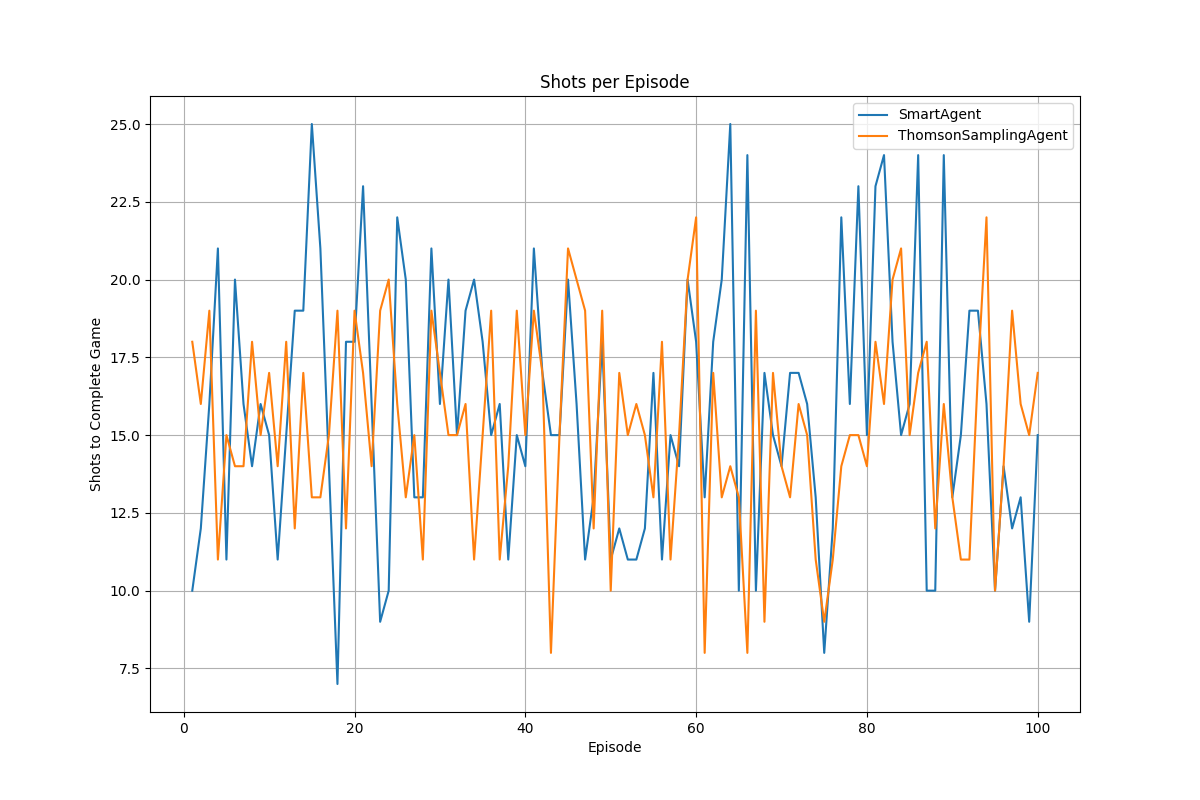 Shots per Episode
SmartAgent
ThomsonSamplingAgent
25.0
22.5
20.0
17.5
15.0
12.5
10.0
7.5
Shots to Complete Game
0 20 40 60 80 100
Episode